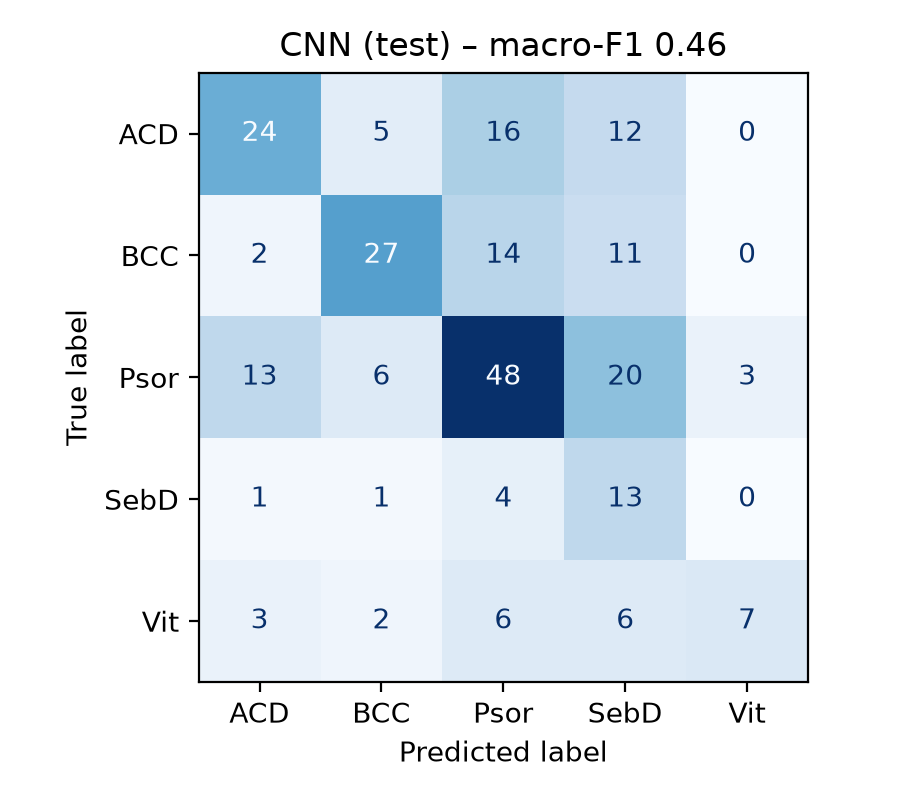 CNN (test) – macro-F1 0.46
ACD 24 5 16 12 0
BCC 2 27 14 11 0
Psor 13 6 48 20 3
SebD 1 1 4 13 0
Vit 3 2 6 6 7
ACD BCC Psor SebD Vit
Predicted label
True label